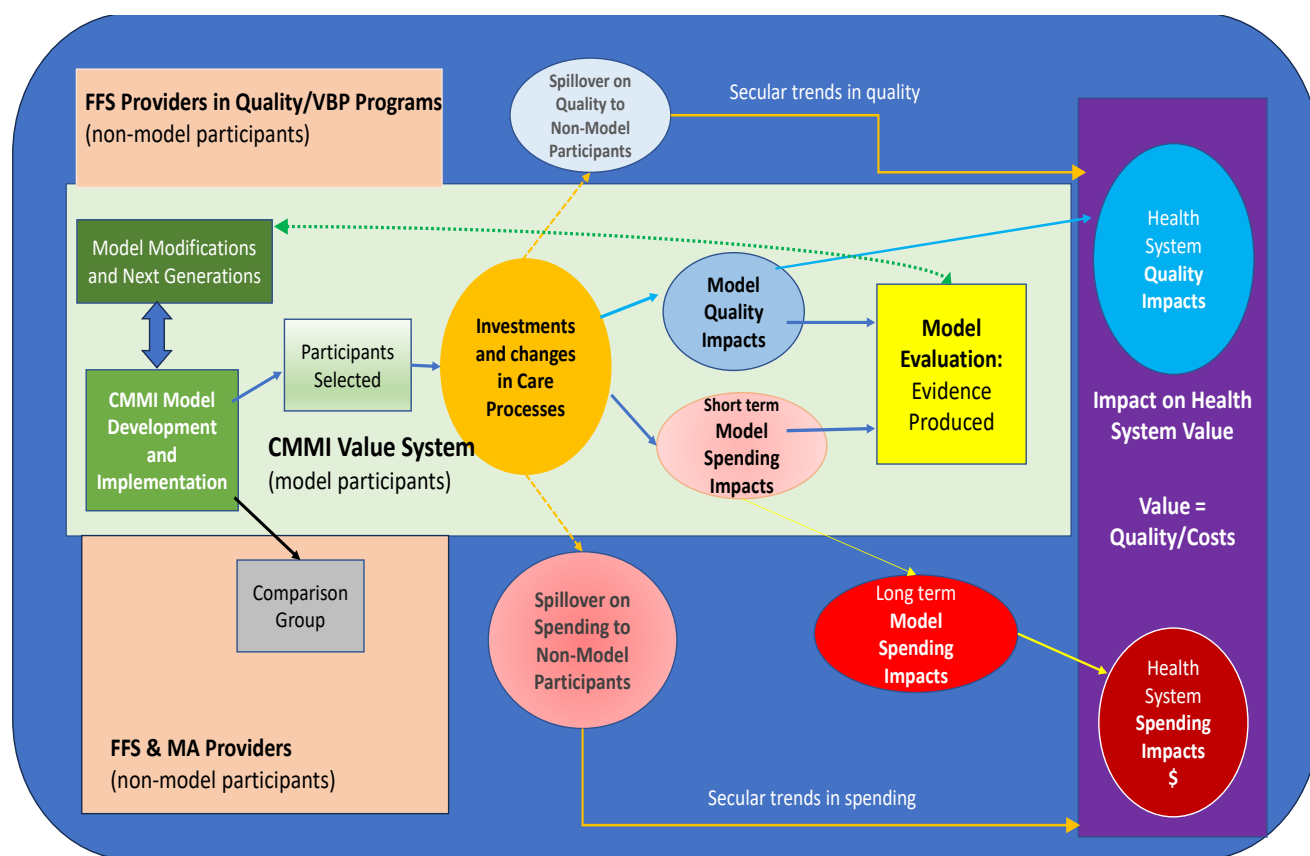 FFS Providers in Quality/VBP Programs
(non-model participants)
Spillover on
Quality to
Non-Model
Participants
Secular trends in quality
Model Modifications
and Next Generations
CMMI Model
Development
and
Implementation
Participants
Selected
CMMI Value System
(model participants)
Investments
and changes
in Care
Processes
Model
Quality
Impacts
Short term
Model
Spending
Impacts
Model
Evaluation:
Evidence
Produced
Health
System
Quality
Impacts
Impact on Health
System Value
Value =
Quality/Costs
Comparison
Group
FFS & MA Providers
(non-model participants)
Spillover on
Spending to
Non-Model
Participants
Long term
Model
Spending
Impacts
Health
System
Spending
Impacts
$
Secular trends in spending